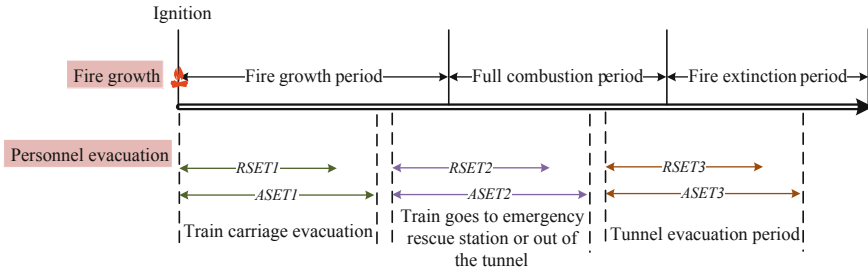 Ignition
Fire growth
Fire growth period
Full combustion period
Fire extinction period
Personnel evacuation
RSET1
RSET2
RSET3
ASET1
ASET2
ASET3
Train carriage evacuation
Train goes to emergency
rescue station or out of
the tunnel
Tunnel evacuation period